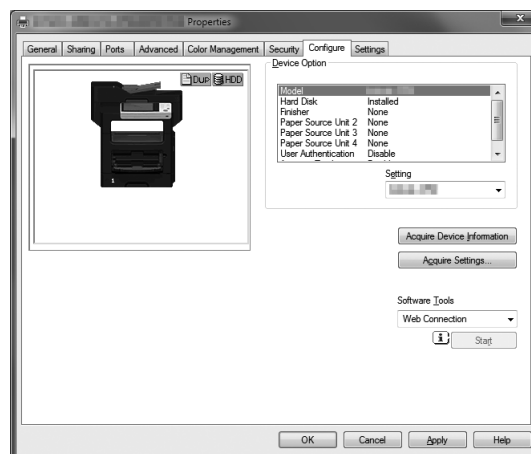 Properties
General Sharing Ports Advanced Color Management Security Configure Settings
Dup HDD
Device Option
Model
Hard Disk Installed
Finisher None
Paper Source Unit 2 None
Paper Source Unit 3 None
Paper Source Unit 4 None
User Authentication Disable
Setting
Acquire Device Information
Acquire Settings...
Software Tools
Web Connection
Start
OK Cancel Apply Help